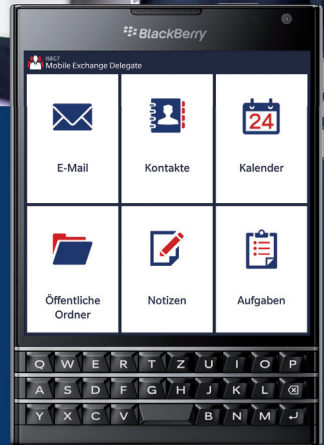 BlackBerry
ISEC7
Mobile Exchange Delegate
24
E-Mail
Kontakte
Kalender
Öffentliche
Ordner
Notizen
Aufgaben
Q W E R T Z U I O P
A S D F G H J K L
Y X C V B N M